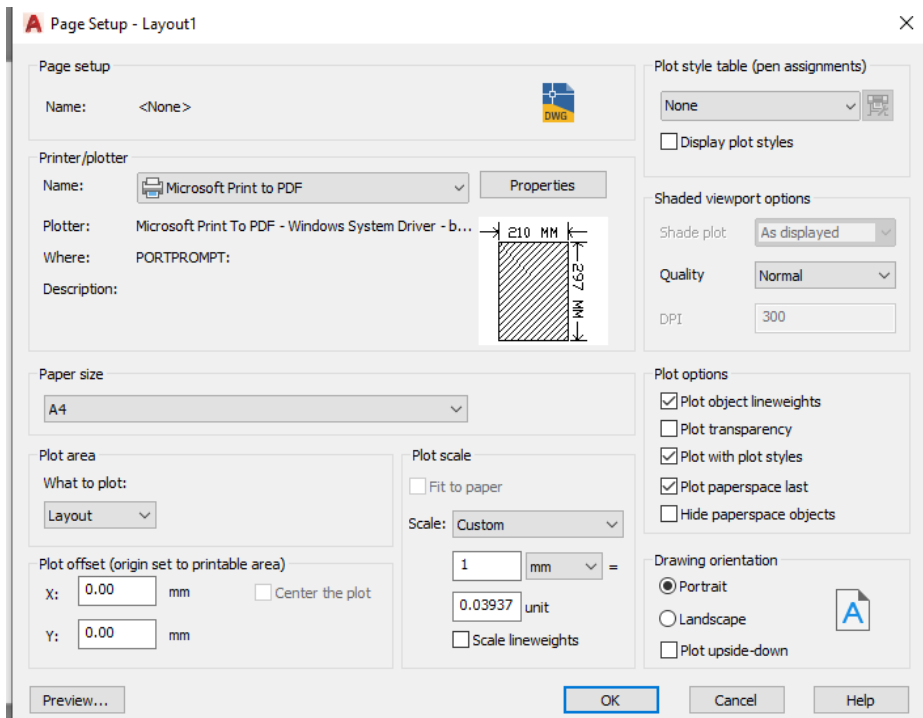 Page Setup - Layout1
Page setup
Name: <None>
DWG
Printer/plotter
Name: Microsoft Print to PDF
Properties
Plotter: Microsoft Print To PDF - Windows System Driver - b...
Where: PORTPROMPT:
Description:
210 MM
297 MM
Paper size
A4
Plot area
What to plot:
Layout
Plot offset (origin set to printable area)
X: 0.00 mm
Center the plot
Y: 0.00 mm
Plot scale
Fit to paper
Scale: Custom
1 mm =
0.03937 unit
Scale lineweights
Plot style table (pen assignments)
None
Display plot styles
Shaded viewport options
Shade plot As displayed
Quality Normal
DPI 300
Plot options
Plot object lineweights
Plot transparency
Plot with plot styles
Plot paperspace last
Hide paperspace objects
Drawing orientation
Portrait
Landscape
A
Plot upside-down
Preview...
OK
Cancel
Help